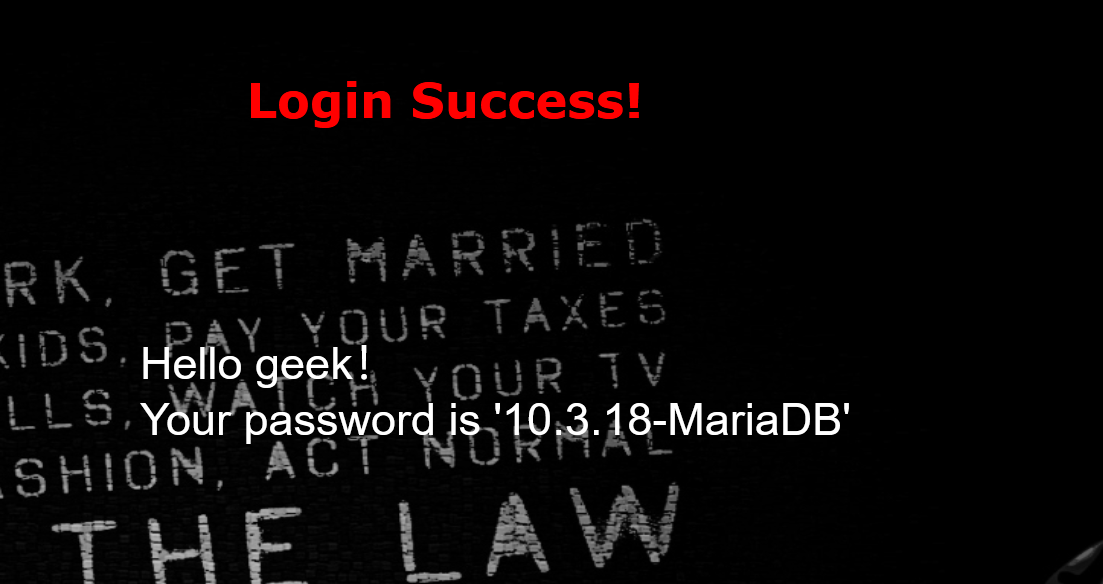 Login Success!
RK, GET MARRIED
KIDS, PAY YOUR TAXES
Hello geek！
LLS, WATCH YOUR TV
Your password is '10.3.18-MariaDB'
SHION, ACT NORMAL
THE LAW